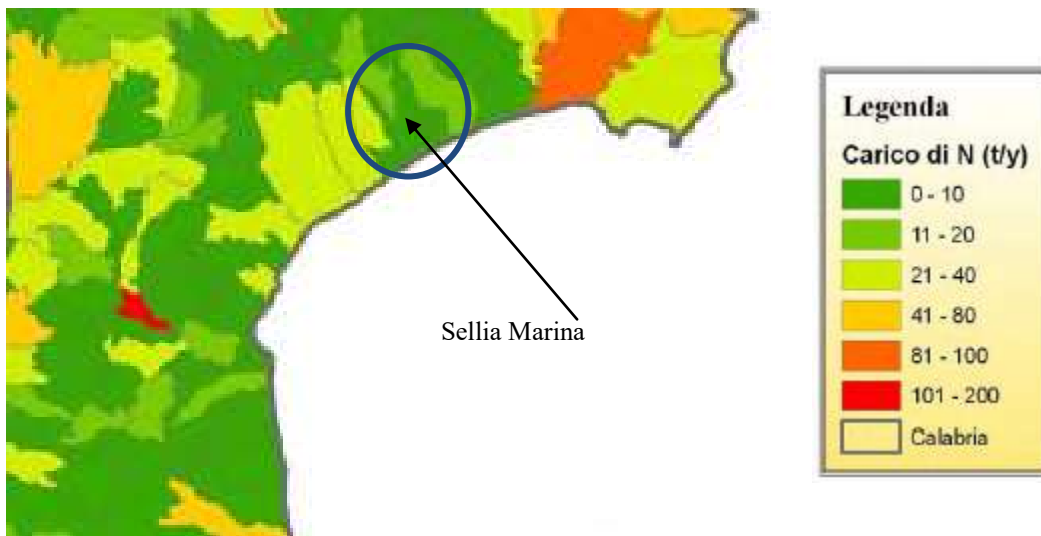 Sellia Marina
Legenda
Carico di N (t/y)
0 - 10
11 - 20
21 - 40
41 - 80
81 - 100
101 - 200
Calabria